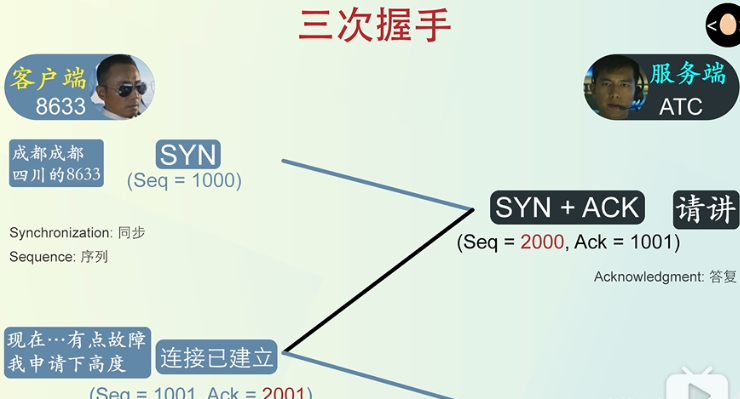 三次握手
客户端
8633
服务端
ATC
成都成都
四川的8633
SYN
(Seq = 1000)
SYN + ACK
请讲
(Seq = 2000, Ack = 1001)
Synchronization: 同步
Sequence: 序列
Acknowledgment: 答复
现在…有点故障
我申请下高度
连接已建立
(Seq = 1001, Ack = 2001)